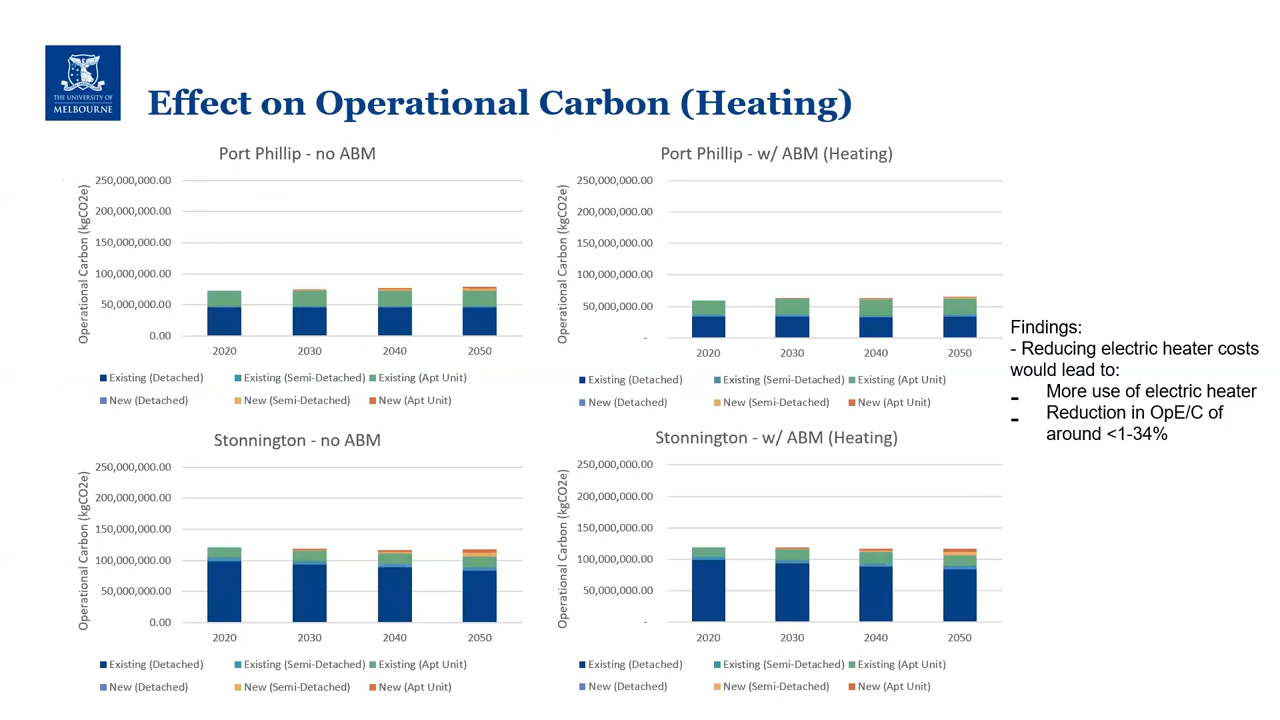 THE UNIVERSITY OF
MELBOURNE
Effect on Operational Carbon (Heating)
Port Phillip - no ABM
Operational Carbon (kgCO2e)
250,000,000.00
200,000,000.00
150,000,000.00
100,000,000.00
50,000,000.00
0.00
2020 2030 2040 2050
Existing (Detached) Existing (Semi-Detached) Existing (Apt Unit)
New (Detached) New (Semi-Detached) New (Apt Unit)
Port Phillip - w/ ABM (Heating)
Operational Carbon (kgCO2e)
250,000,000.00
200,000,000.00
150,000,000.00
100,000,000.00
50,000,000.00
-
2020 2030 2040 2050
Existing (Detached) Existing (Semi-Detached) Existing (Apt Unit)
New (Detached) New (Semi-Detached) New (Apt Unit)
Findings:
- Reducing electric heater costs
would lead to:
- More use of electric heater
- Reduction in OpE/C of
around <1-34%
Stonnington - no ABM
Operational Carbon (kgCO2e)
250,000,000.00
200,000,000.00
150,000,000.00
100,000,000.00
50,000,000.00
0.00
2020 2030 2040 2050
Existing (Detached) Existing (Semi-Detached) Existing (Apt Unit)
New (Detached) New (Semi-Detached) New (Apt Unit)
Stonnington - w/ ABM (Heating)
Operational Carbon (kgCO2e)
250,000,000.00
200,000,000.00
150,000,000.00
100,000,000.00
50,000,000.00
-
2020 2030 2040 2050
Existing (Detached) Existing (Semi-Detached) Existing (Apt Unit)
New (Detached) New (Semi-Detached) New (Apt Unit)